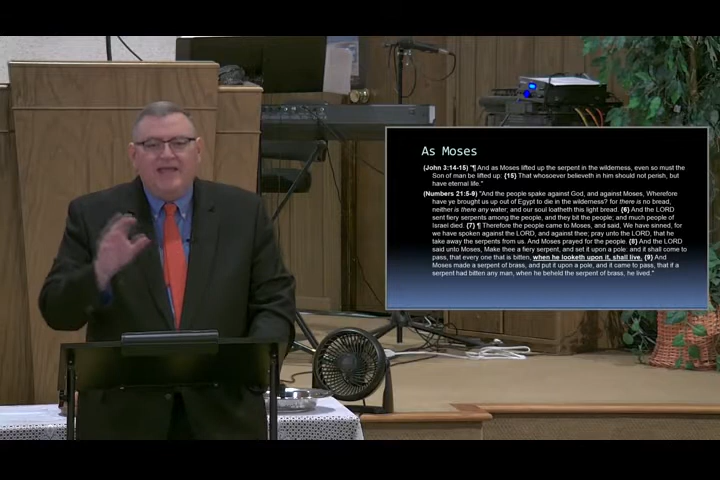 As Moses
(John 3:14-15) "¶ And as Moses lifted up the serpent in the wilderness, even so must the
Son of man be lifted up: {15} That whosoever believeth in him should not perish, but
have eternal life."
(Numbers 21:5-9) "And the people spake against God, and against Moses, Wherefore
have ye brought us up out of Egypt to die in the wilderness? for there is no bread,
neither is there any water; and our soul loatheth this light bread. {6} And the LORD
sent fiery serpents among the people, and they bit the people; and much people of
Israel died. {7} ¶ Therefore the people came to Moses, and said, We have sinned, for
we have spoken against the LORD, and against thee; pray unto the LORD, that he
take away the serpents from us. And Moses prayed for the people. {8} And the LORD
said unto Moses, Make thee a fiery serpent, and set it upon a pole: and it shall come to
pass, that every one that is bitten, when he looketh upon it, shall live. {9} And
Moses made a serpent of brass, and put it upon a pole, and it came to pass, that if a
serpent had bitten any man, when he beheld the serpent of brass, he lived."